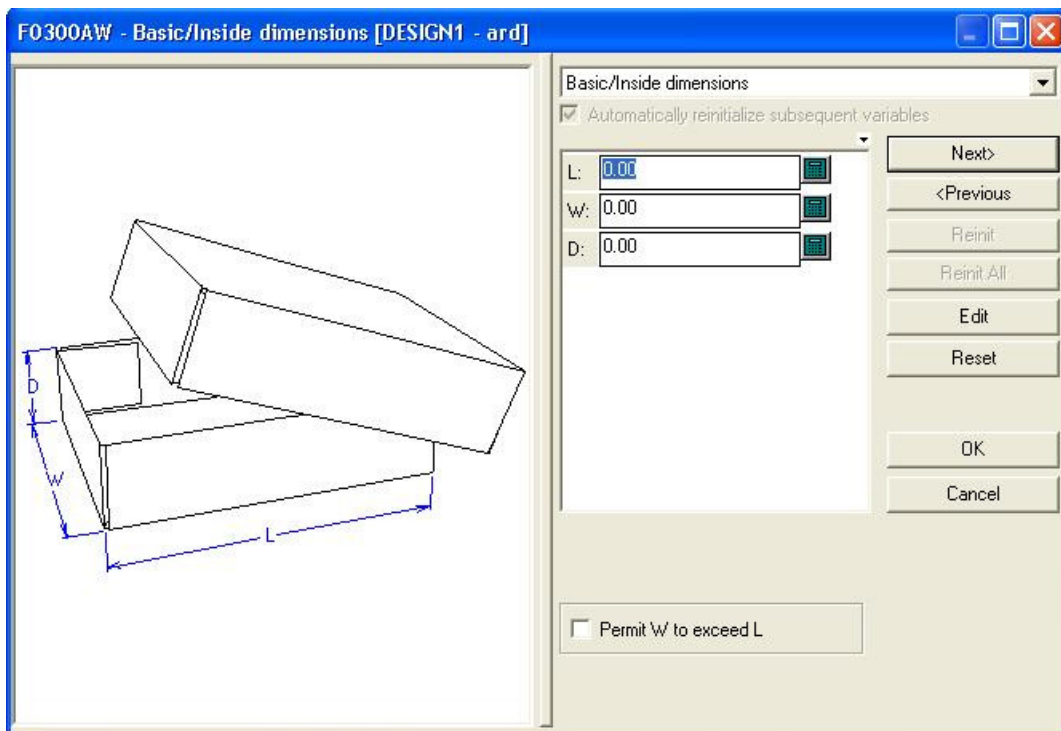 F0300AW - Basic/Inside dimensions [DESIGN1 - ard]
Basic/Inside dimensions
Automatically reinitialize subsequent variables
L: 0.00
W: 0.00
D: 0.00
Next>
<Previous
Reinit
Reinit All
Edit
Reset
OK
Cancel
Permit W to exceed L
D
W
L